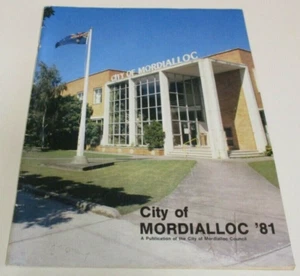 CITY OF MORDIALLOC
City of
MORDIALLOC '81
A Publication of the City of Mordialloc Council